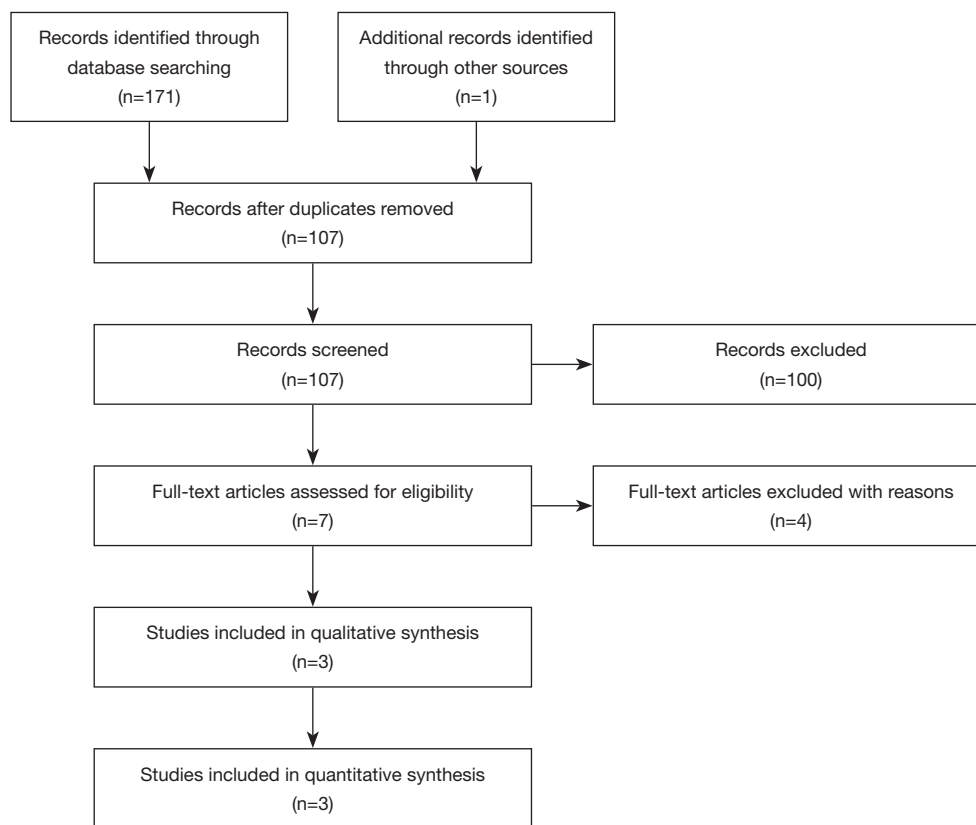 Records identified through
database searching
(n=171)
Additional records identified
through other sources
(n=1)
Records after duplicates removed
(n=107)
Records screened
(n=107)
Records excluded
(n=100)
Full-text articles assessed for eligibility
(n=7)
Full-text articles excluded with reasons
(n=4)
Studies included in qualitative synthesis
(n=3)
Studies included in quantitative synthesis
(n=3)